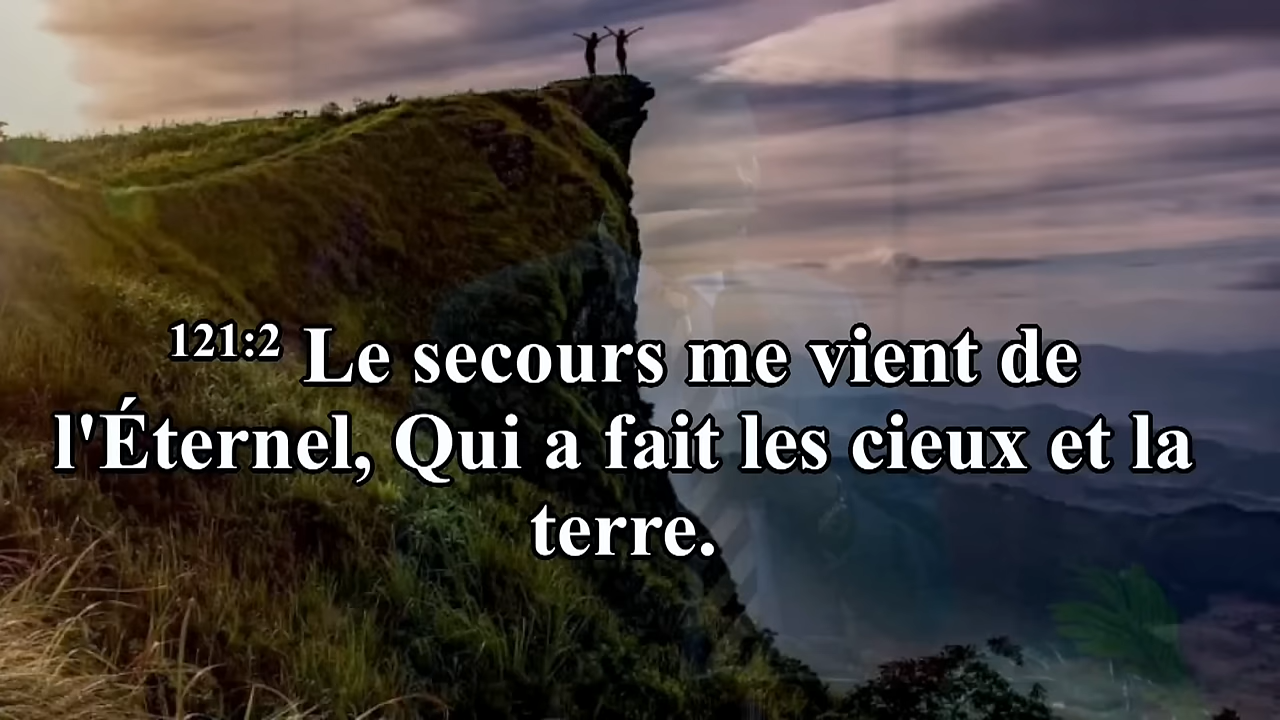 121:2 Le secours me vient de
l'Éternel, Qui a fait les cieux et la
terre.